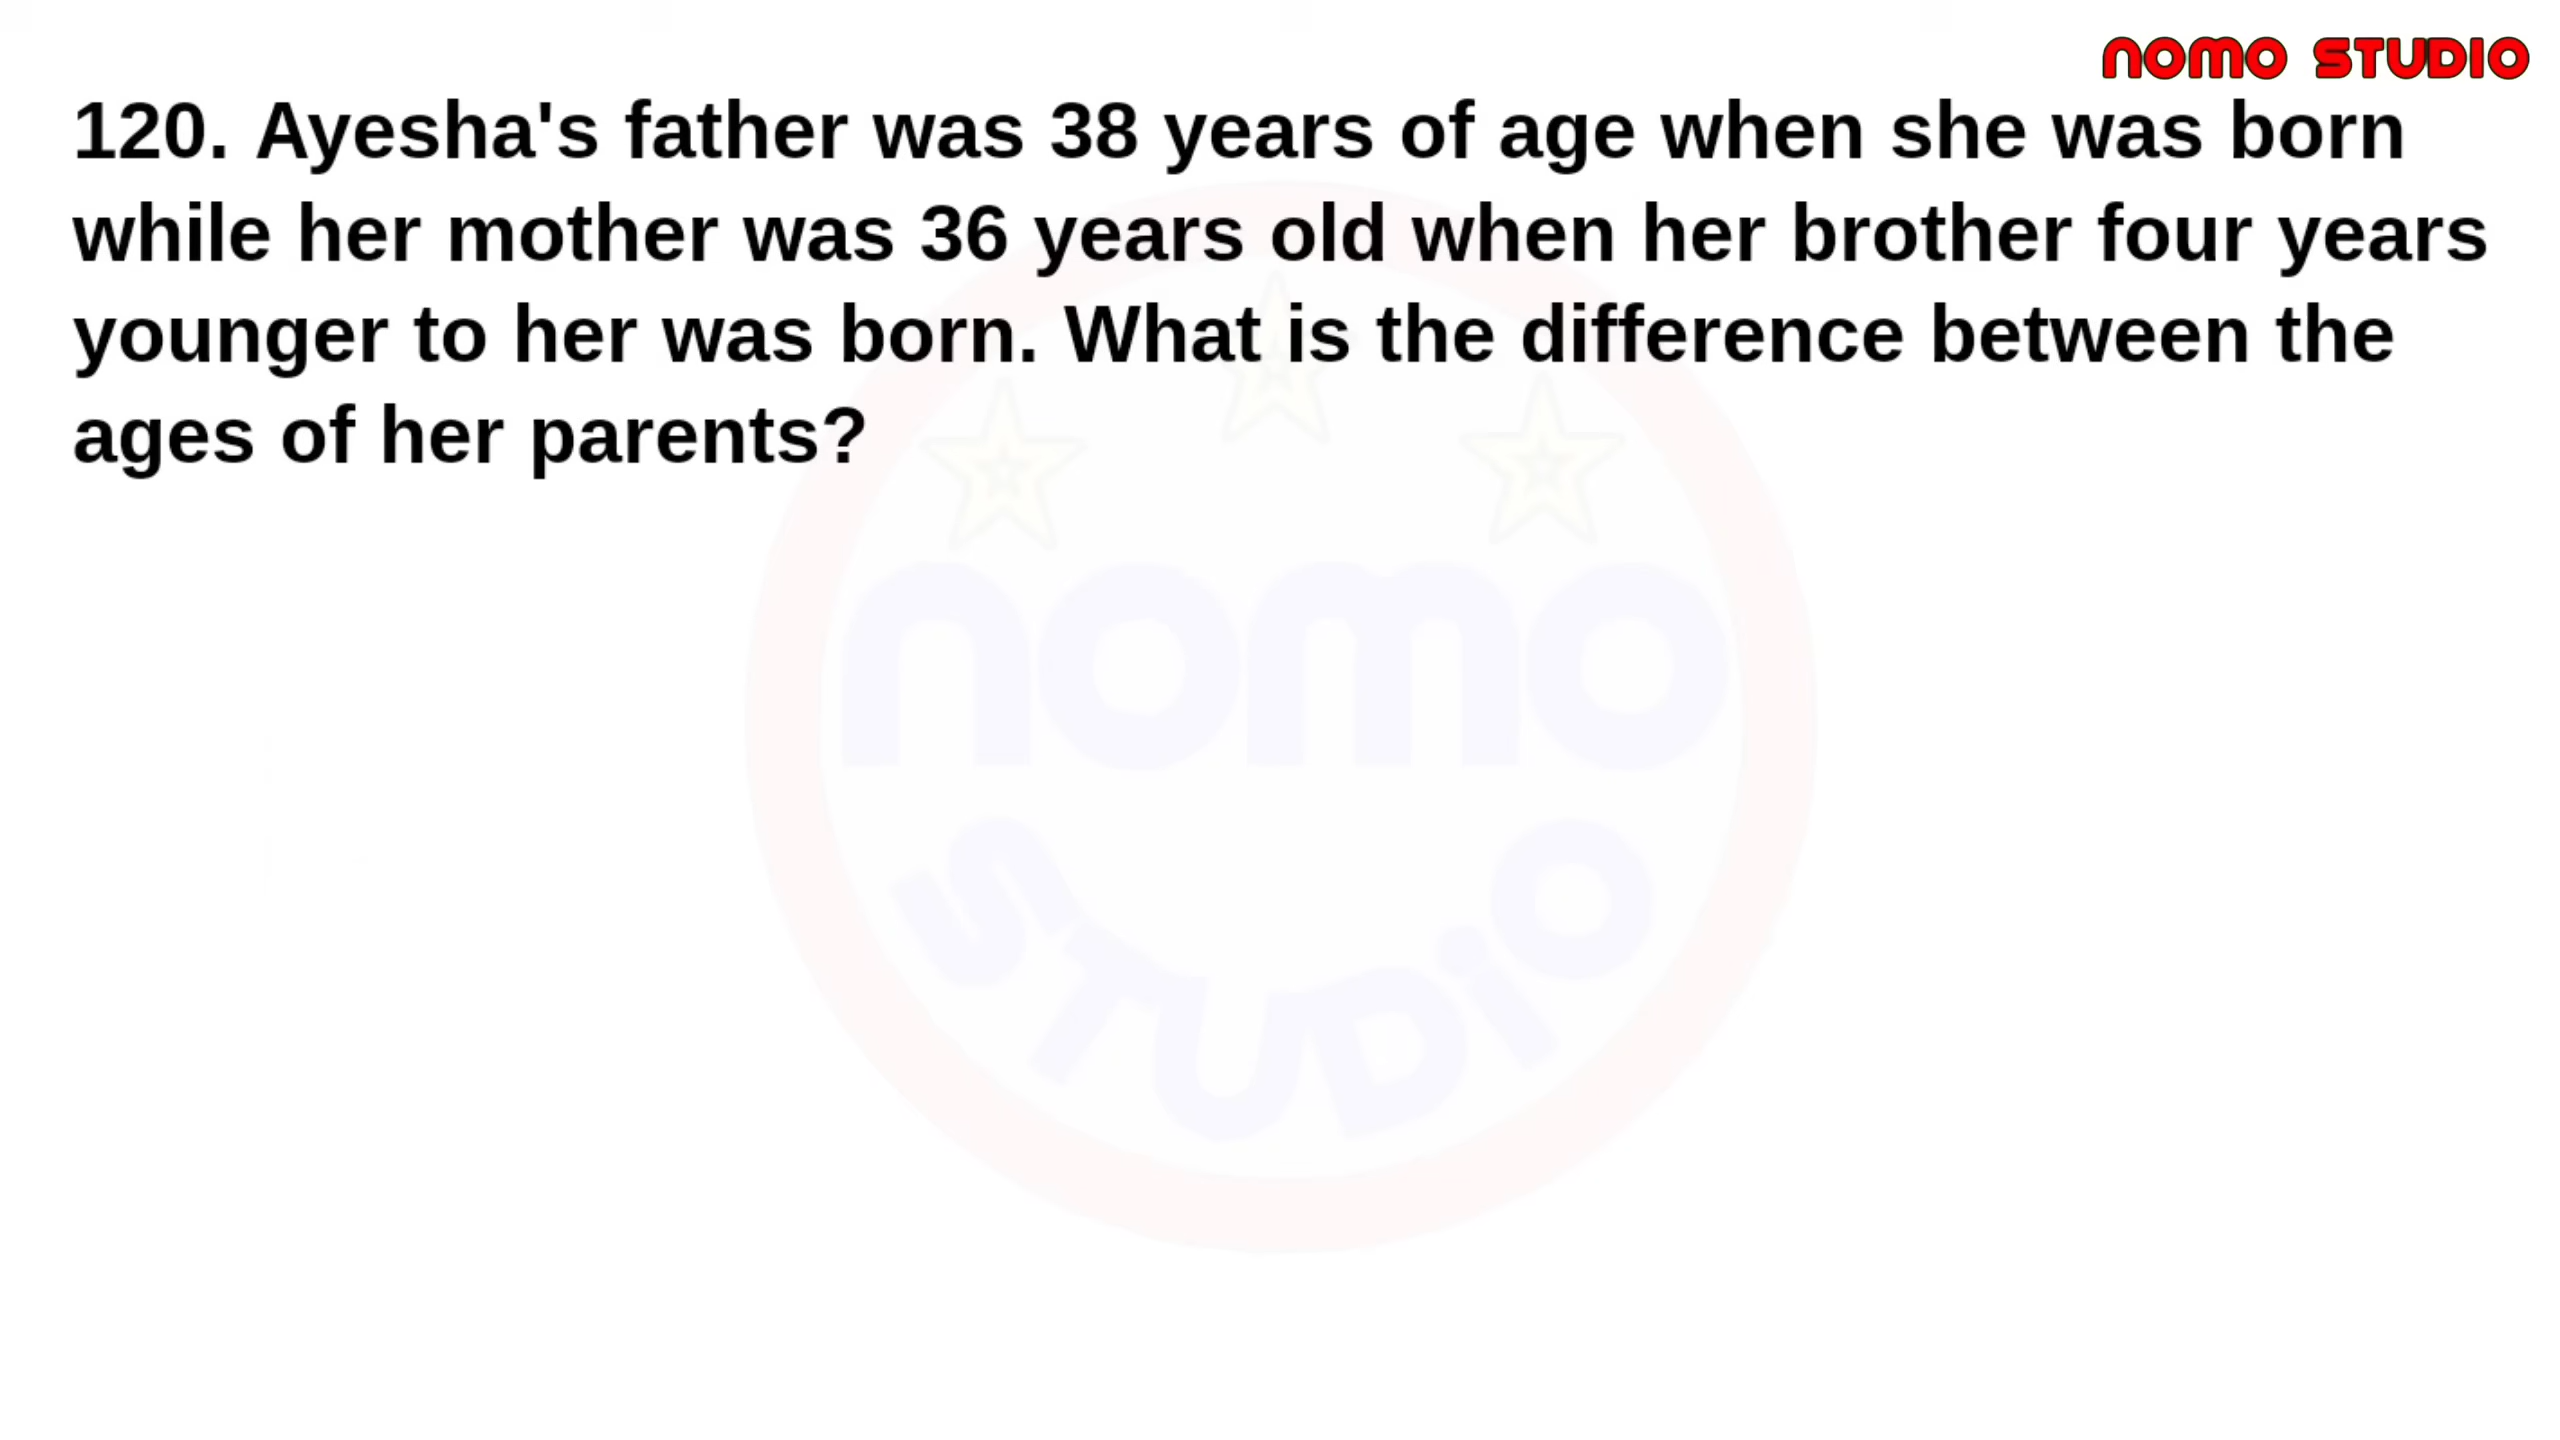 NOMO STUDIO
120. Ayesha's father was 38 years of age when she was born
while her mother was 36 years old when her brother four years
younger to her was born. What is the difference between the
ages of her parents?
nomo
STUDiO